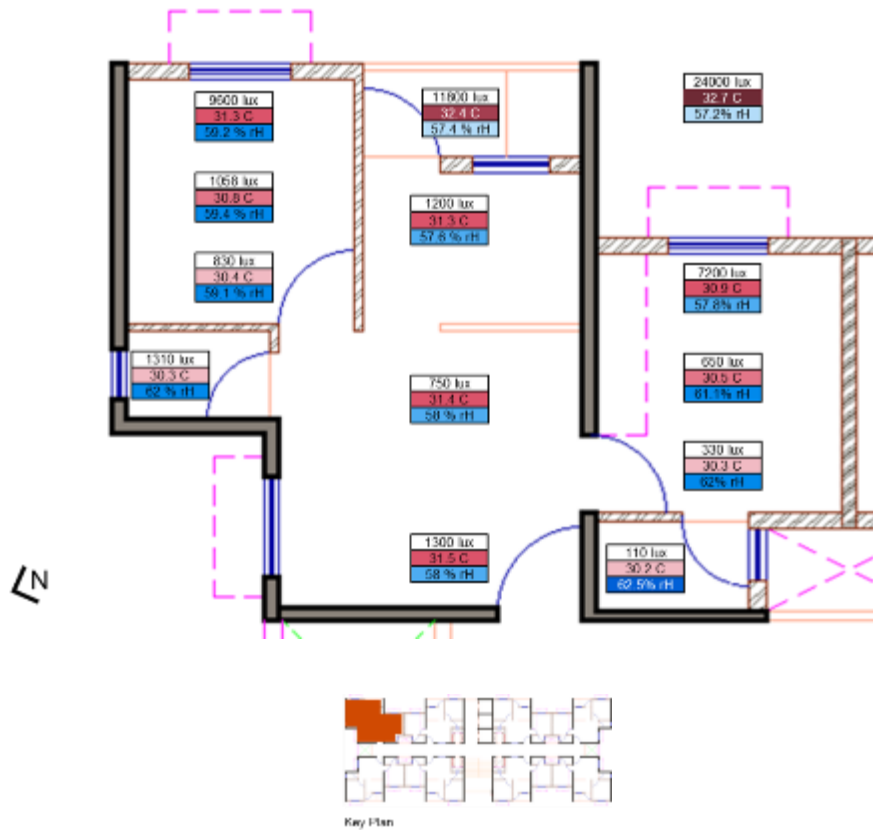 9600 lux
31.3 C
59.2 % rH
11800 lux
32.4 C
57.4 % rH
24000 lux
32.7 C
57.2% rH
1058 lux
30.8 C
59.4 % rH
1200 lux
31.3 C
57.6 % rH
830 lux
30.4 C
59.1 % rH
7200 lux
30.9 C
57.8% rH
1310 lux
30.3 C
62 % rH
750 lux
31.4 C
58 % rH
650 lux
30.5 C
61.1% rH
330 lux
30.3 C
62% rH
1300 lux
31.5 C
58 % rH
110 lux
30.2 C
62.5% rH
N
Key Plan